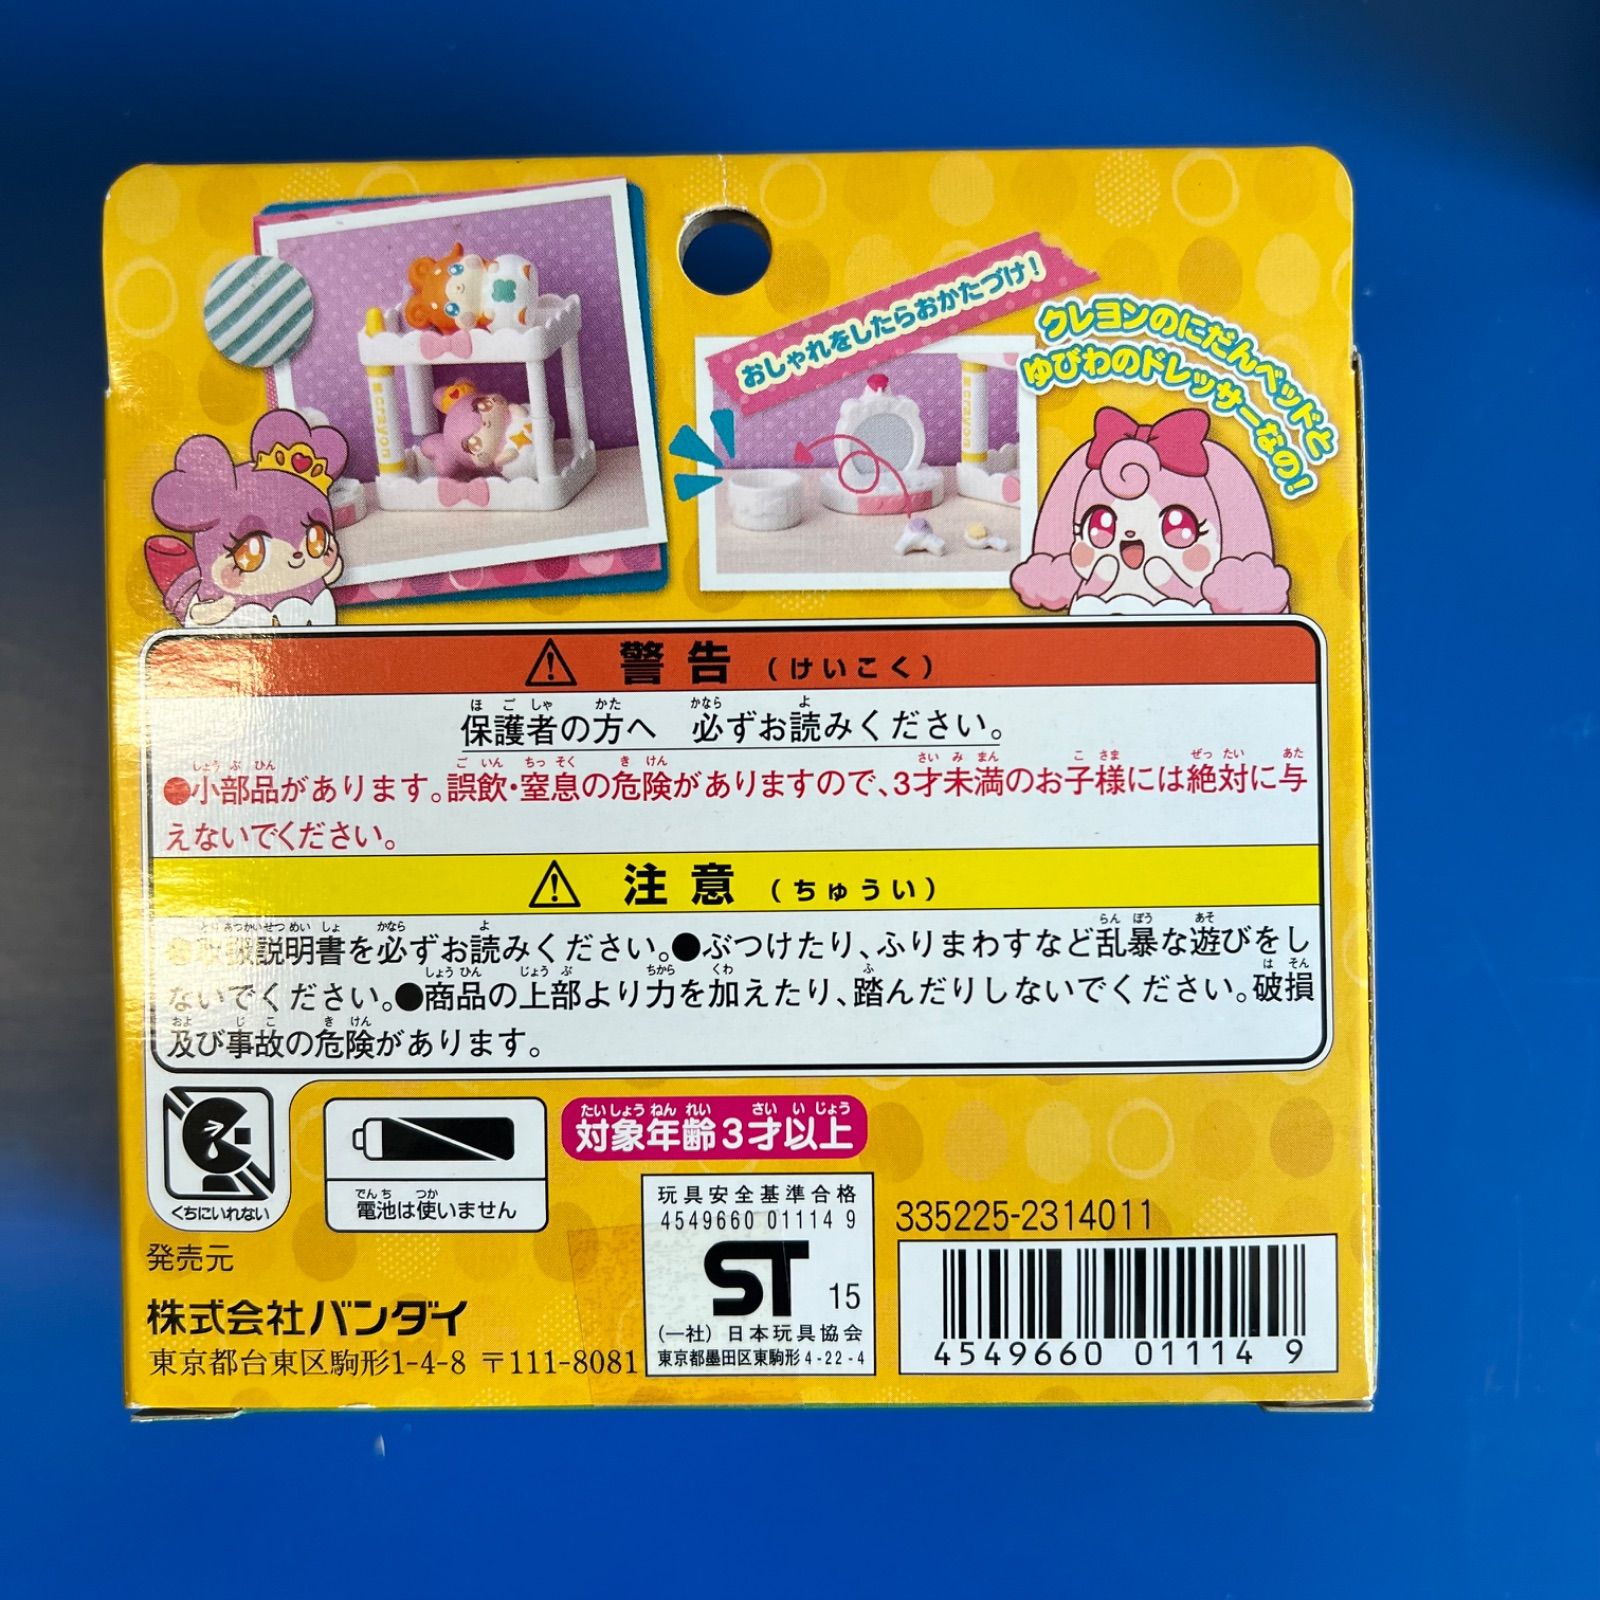 おしゃれをしたらおかたづけ!
クレヨンのにだんベッドと
ゆびわのドレッサーなの!
crayon
crayon
警告(けいこく)
保護者の方へ 必ずお読みください。
●小部品があります。誤飲・窒息の危険がありますので、3才未満のお子様には絶対に与
えないでください。
注意(ちゅうい)
●取扱説明書を必ずお読みください。●ぶつけたり、ふりまわすなど乱暴な遊びをし
ないでください。●商品の上部より力を加えたり、踏んだりしないでください。破損
及び事故の危険があります。
くちにいれない
電池は使いません
対象年齢3才以上
玩具安全基準合格
4549660 01114 9
ST 15
(一社)日本玩具協会
東京都墨田区東駒形4-22-4
335225-2314011
4549660 01114 9
発売元
株式会社バンダイ
東京都台東区駒形1-4-8 〒111-8081